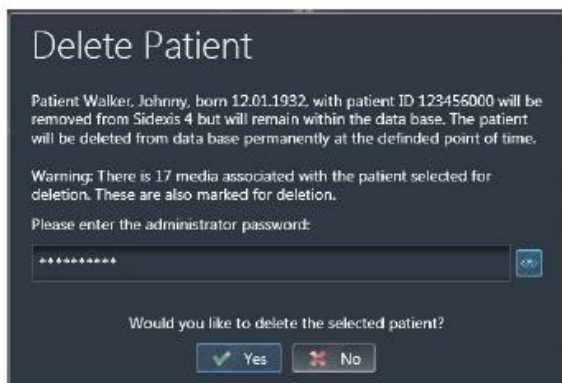 Delete Patient
Patient Walker, Johnny, born 12.01.1932, with patient ID 123456000 will be
removed from Sidexis 4 but will remain within the data base. The patient
will be deleted from data base permanently at the definded point of time.
Warning: There is 17 media associated with the patient selected for
deletion. These are also marked for deletion.
Please enter the administrator password:
**********
Would you like to delete the selected patient?
Yes No